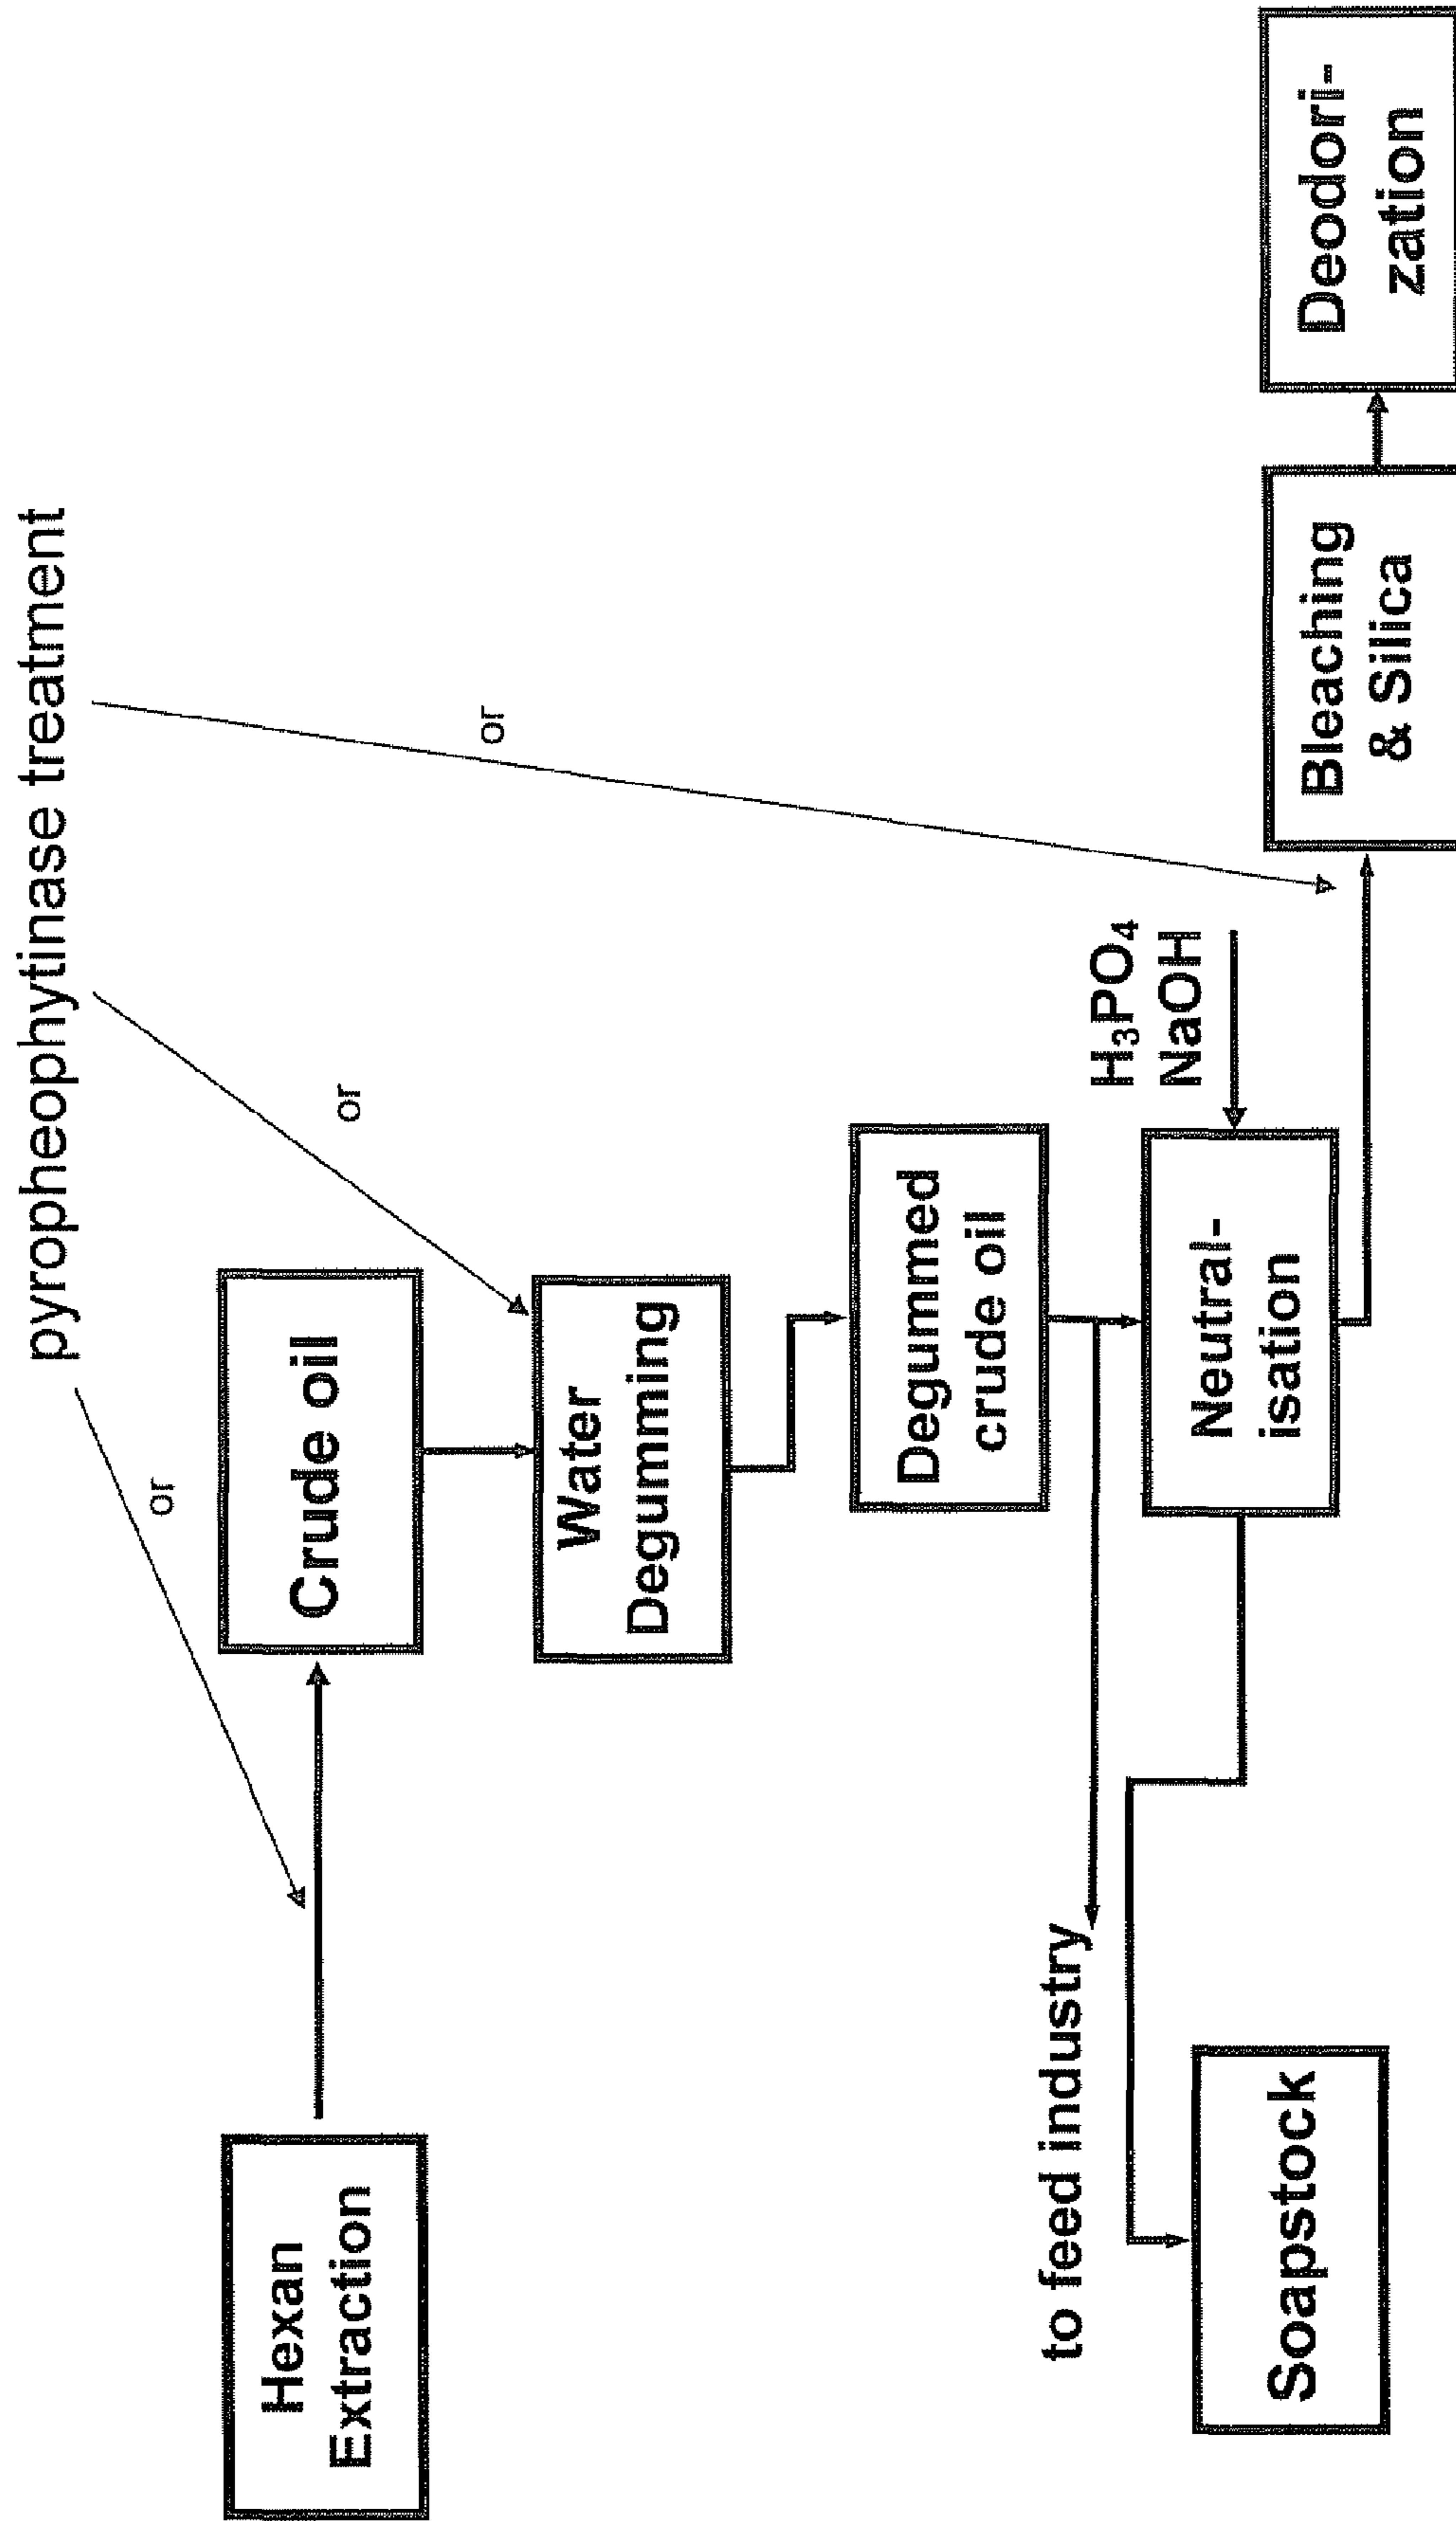 pyropheophytinase treatment
or
or
or
Hexan
Extraction
Crude oil
Water
Degumming
Degummed
crude oil
to feed industry
H₃PO₄
NaOH
Neutral-
isation
Soapstock
Bleaching
& Silica
Deodori-
zation